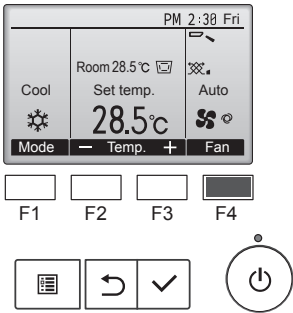 PM 2:30 Fri
Room 28.5℃
Cool Set temp. Auto
28.5℃
Mode − Temp. + Fan
F1 F2 F3 F4